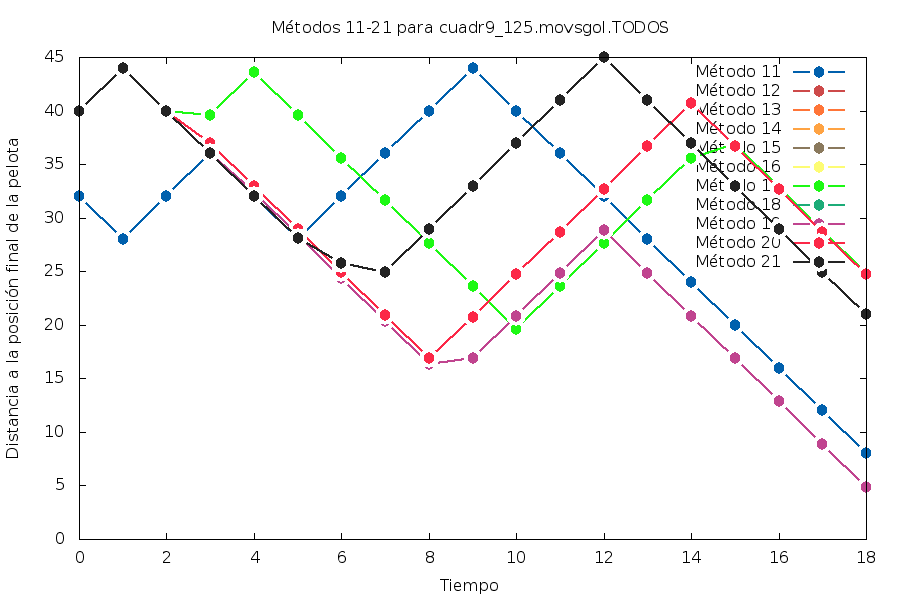 Métodos 11-21 para cuadr9_125.movsgol.TODOS
Distancia a la posición final de la pelota
45
40
35
30
25
20
15
10
5
0
0 2 4 6 8 10 12 14 16 18
Tiempo
Método 11
Método 12
Método 13
Método 14
Método 15
Método 16
Método 18
Método 20
Método 21